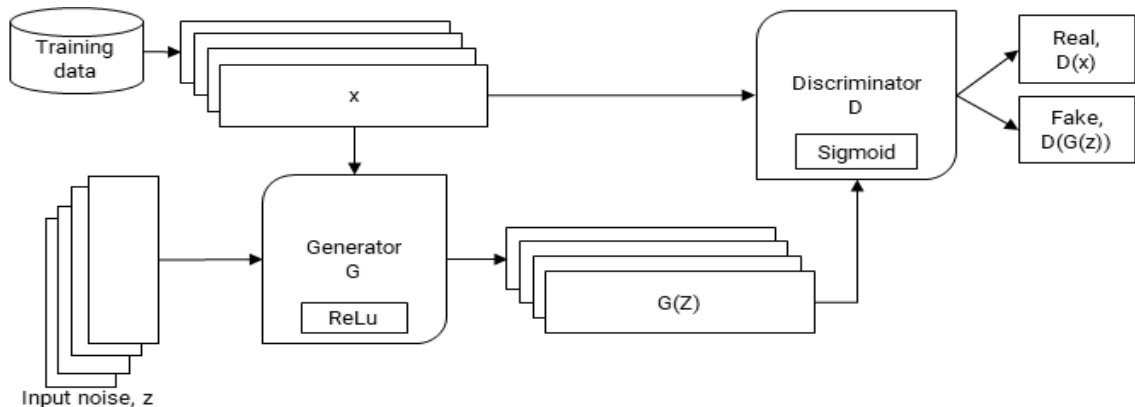 Training
data
x
Discriminator
D
Sigmoid
Real,
D(x)
Fake,
D(G(z))
Generator
G
ReLu
G(Z)
Input noise, z